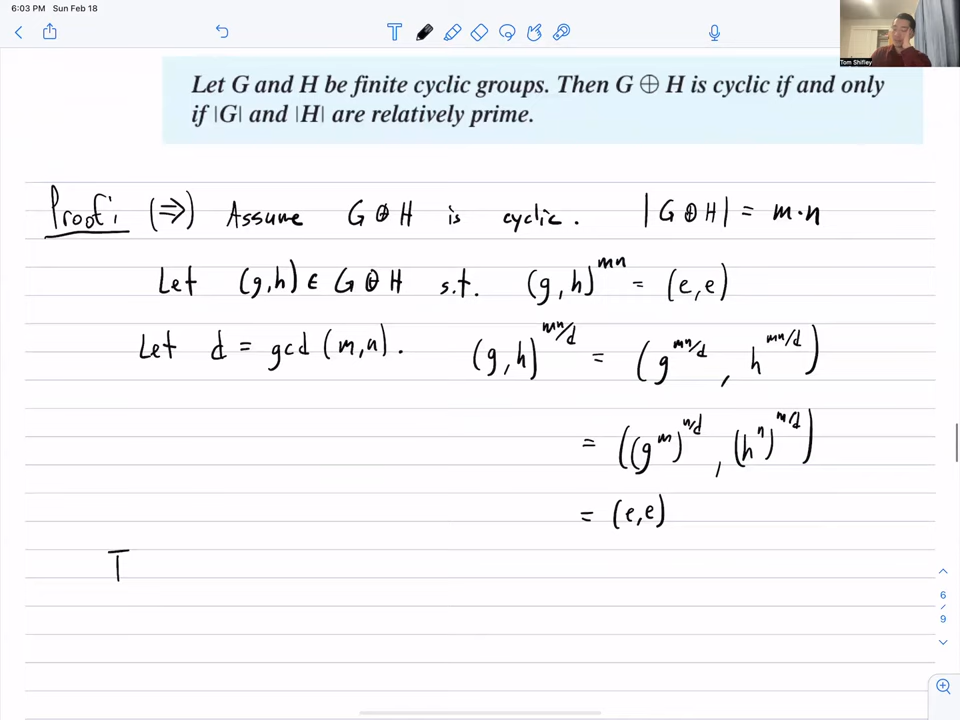 6:03 PM Sun Feb 18
Tom Shifley
Let G and H be finite cyclic groups. Then G ⊕ H is cyclic if and only
if |G| and |H| are relatively prime.
Proof: (⇒) Assume G ⊕ H is cyclic. |G ⊕ H| = m·n
Let (g,h) ∈ G ⊕ H s.t. (g,h)^{mn} = (e,e)
Let d = gcd(m,n). (g,h)^{mn/d} = (g^{mn/d}, h^{mn/d})
= ((g^m)^{n/d}, (h^n)^{m/d})
= (e,e)
T
6
/
9